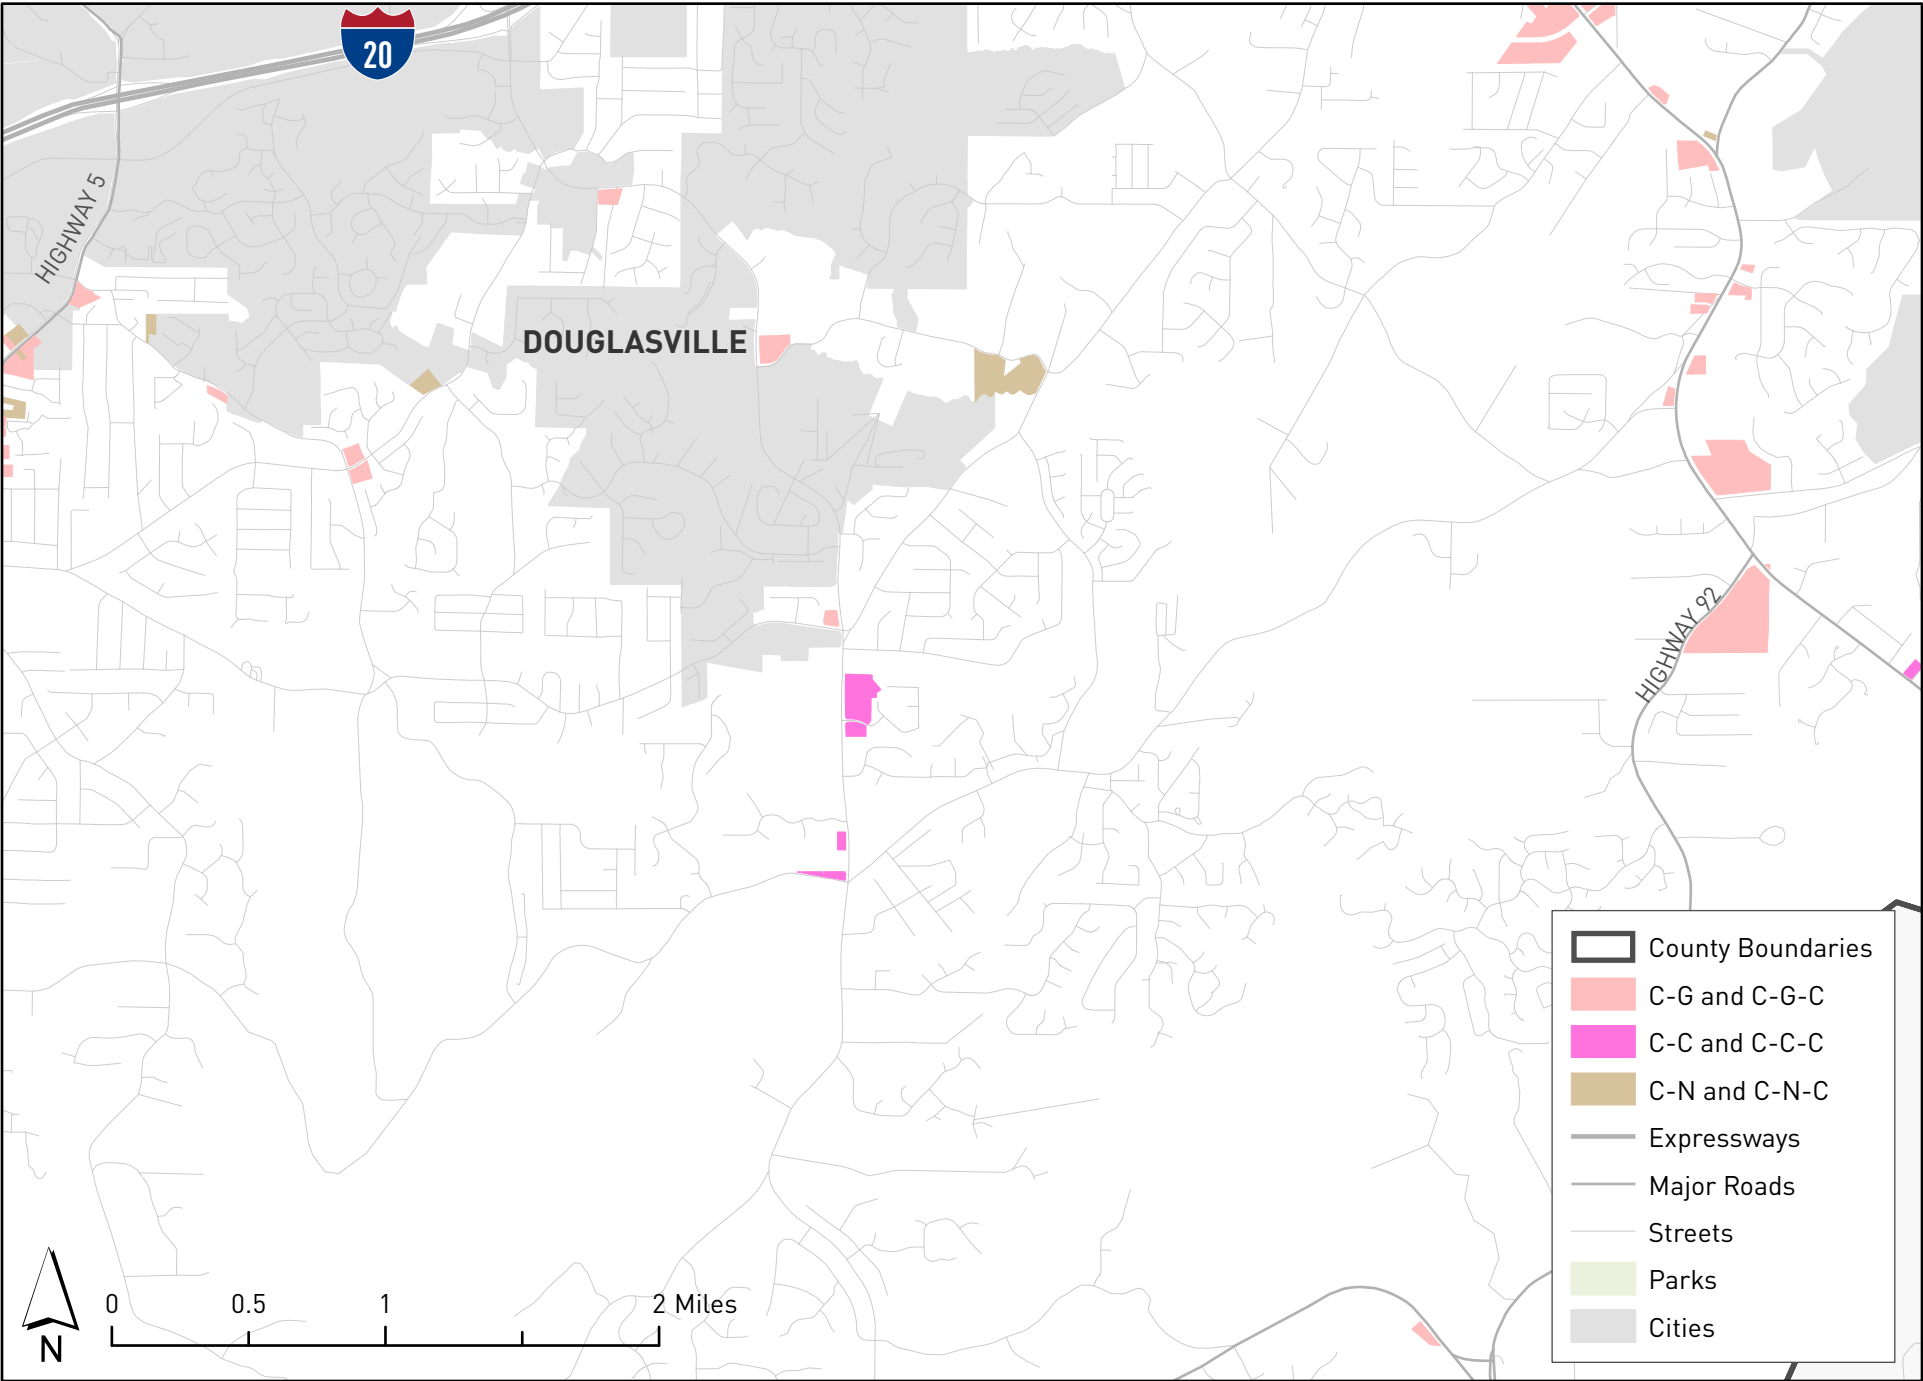 20
HIGHWAY 5
DOUGLASVILLE
HIGHWAY 92
County Boundaries
C-G and C-G-C
C-C and C-C-C
C-N and C-N-C
Expressways
Major Roads
Streets
Parks
Cities
0 0.5 1 2 Miles
N